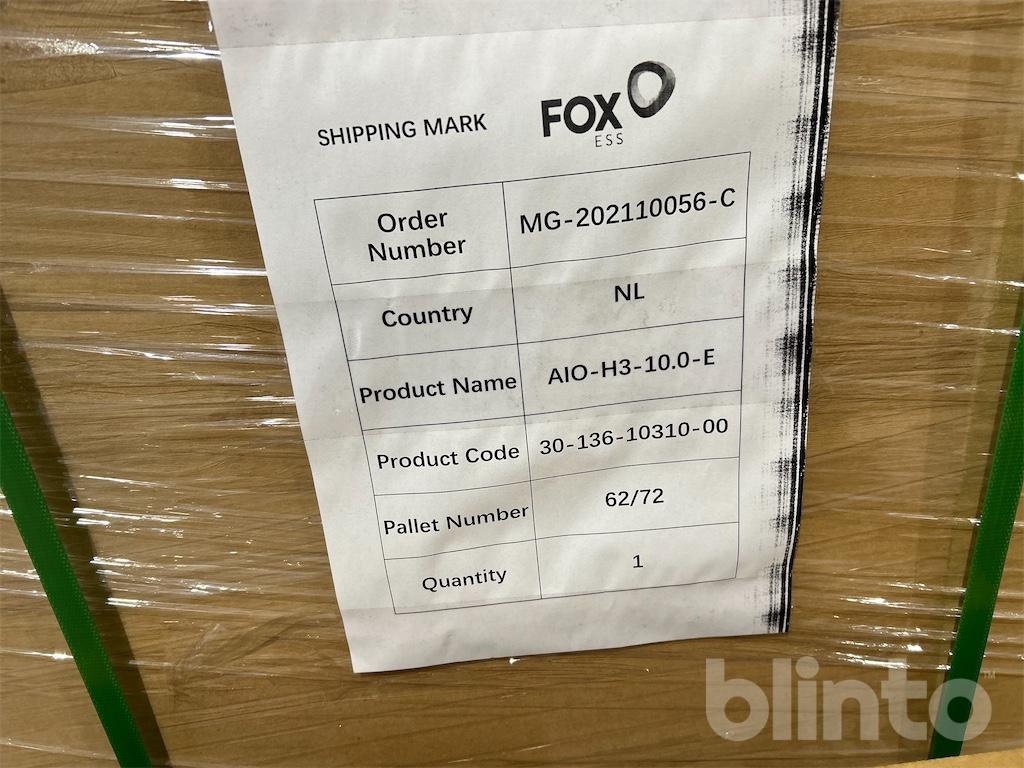 SHIPPING MARK
FOX
ESS
Order Number
MG-202110056-C
Country
NL
Product Name
AIO-H3-10.0-E
Product Code
30-136-10310-00
Pallet Number
62/72
Quantity
1
blinto™